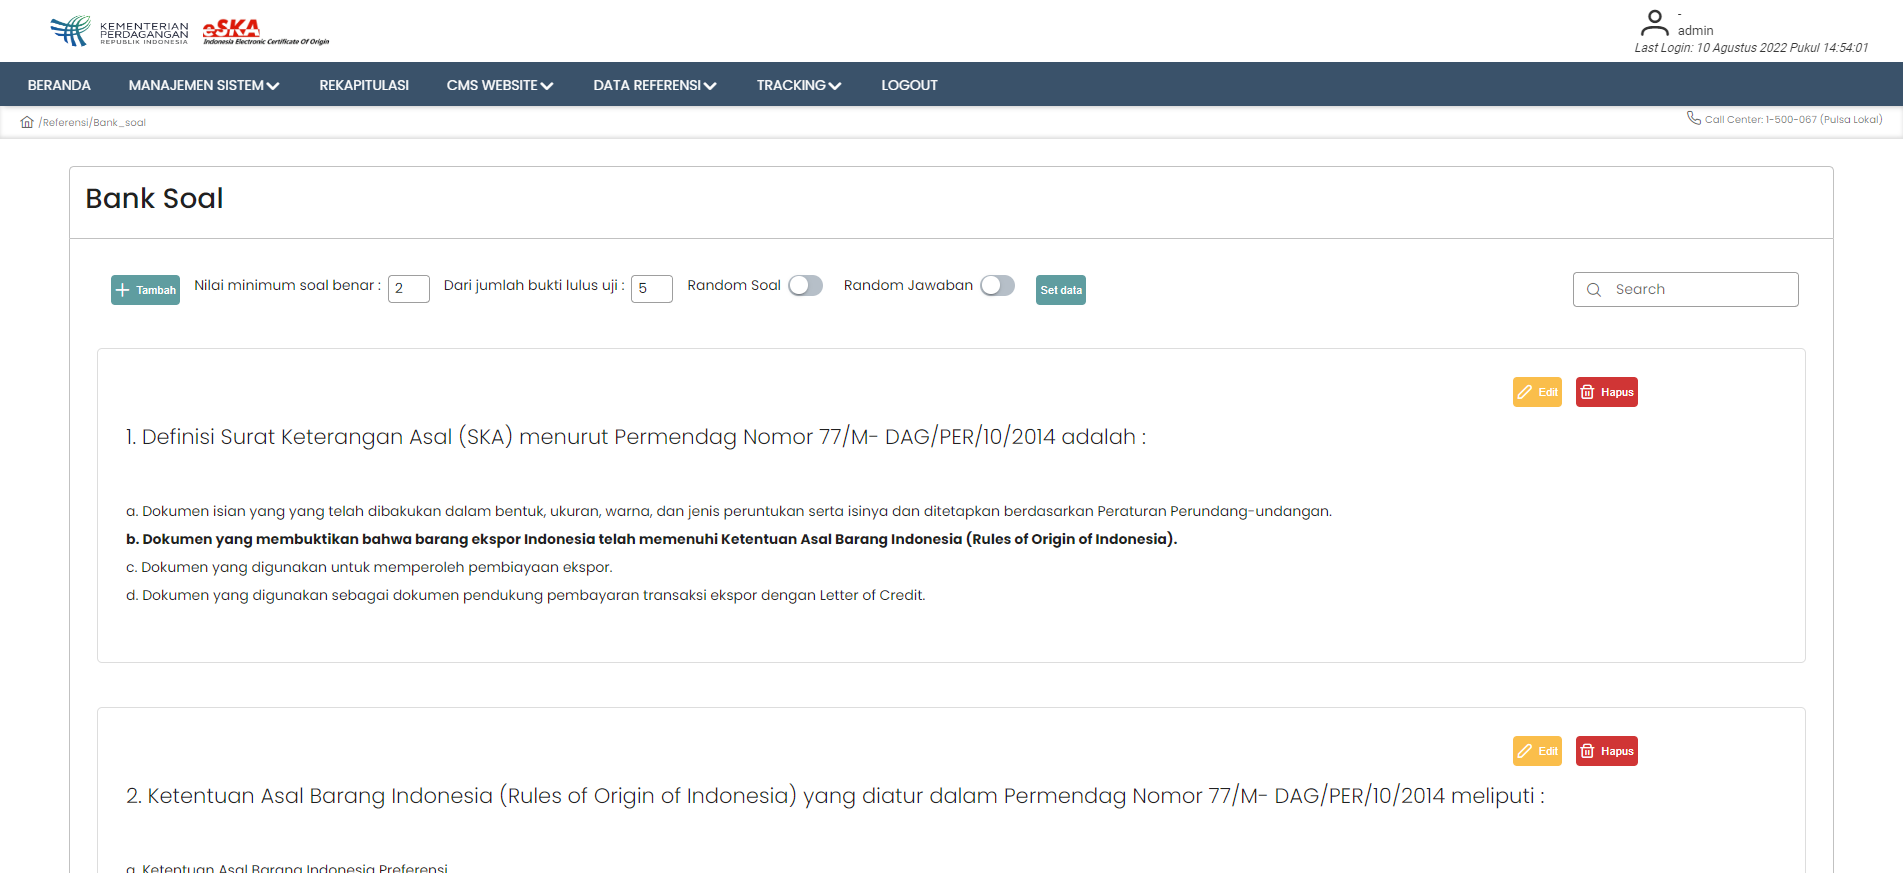 KEMENTERIAN
PERDAGANGAN
REPUBLIK INDONESIA
eSKA
Indonesia Electronic Certificate Of Origin
-
admin
Last Login: 10 Agustus 2022 Pukul 14:54:01
BERANDA MANAJEMEN SISTEM REKAPITULASI CMS WEBSITE DATA REFERENSI TRACKING LOGOUT
/Referensi/Bank_soal
Call Center: 1-500-067 (Pulsa Lokal)
Bank Soal
Tambah Nilai minimum soal benar : 2 Dari jumlah bukti lulus uji : 5 Random Soal Random Jawaban Set data Search
Edit Hapus
1. Definisi Surat Keterangan Asal (SKA) menurut Permendag Nomor 77/M- DAG/PER/10/2014 adalah :
a. Dokumen isian yang yang telah dibakukan dalam bentuk, ukuran, warna, dan jenis peruntukan serta isinya dan ditetapkan berdasarkan Peraturan Perundang-undangan.
b. Dokumen yang membuktikan bahwa barang ekspor Indonesia telah memenuhi Ketentuan Asal Barang Indonesia (Rules of Origin of Indonesia).
c. Dokumen yang digunakan untuk memperoleh pembiayaan ekspor.
d. Dokumen yang digunakan sebagai dokumen pendukung pembayaran transaksi ekspor dengan Letter of Credit.
Edit Hapus
2. Ketentuan Asal Barang Indonesia (Rules of Origin of Indonesia) yang diatur dalam Permendag Nomor 77/M- DAG/PER/10/2014 meliputi :
a. Ketentuan Asal Barang Indonesia Preferensi